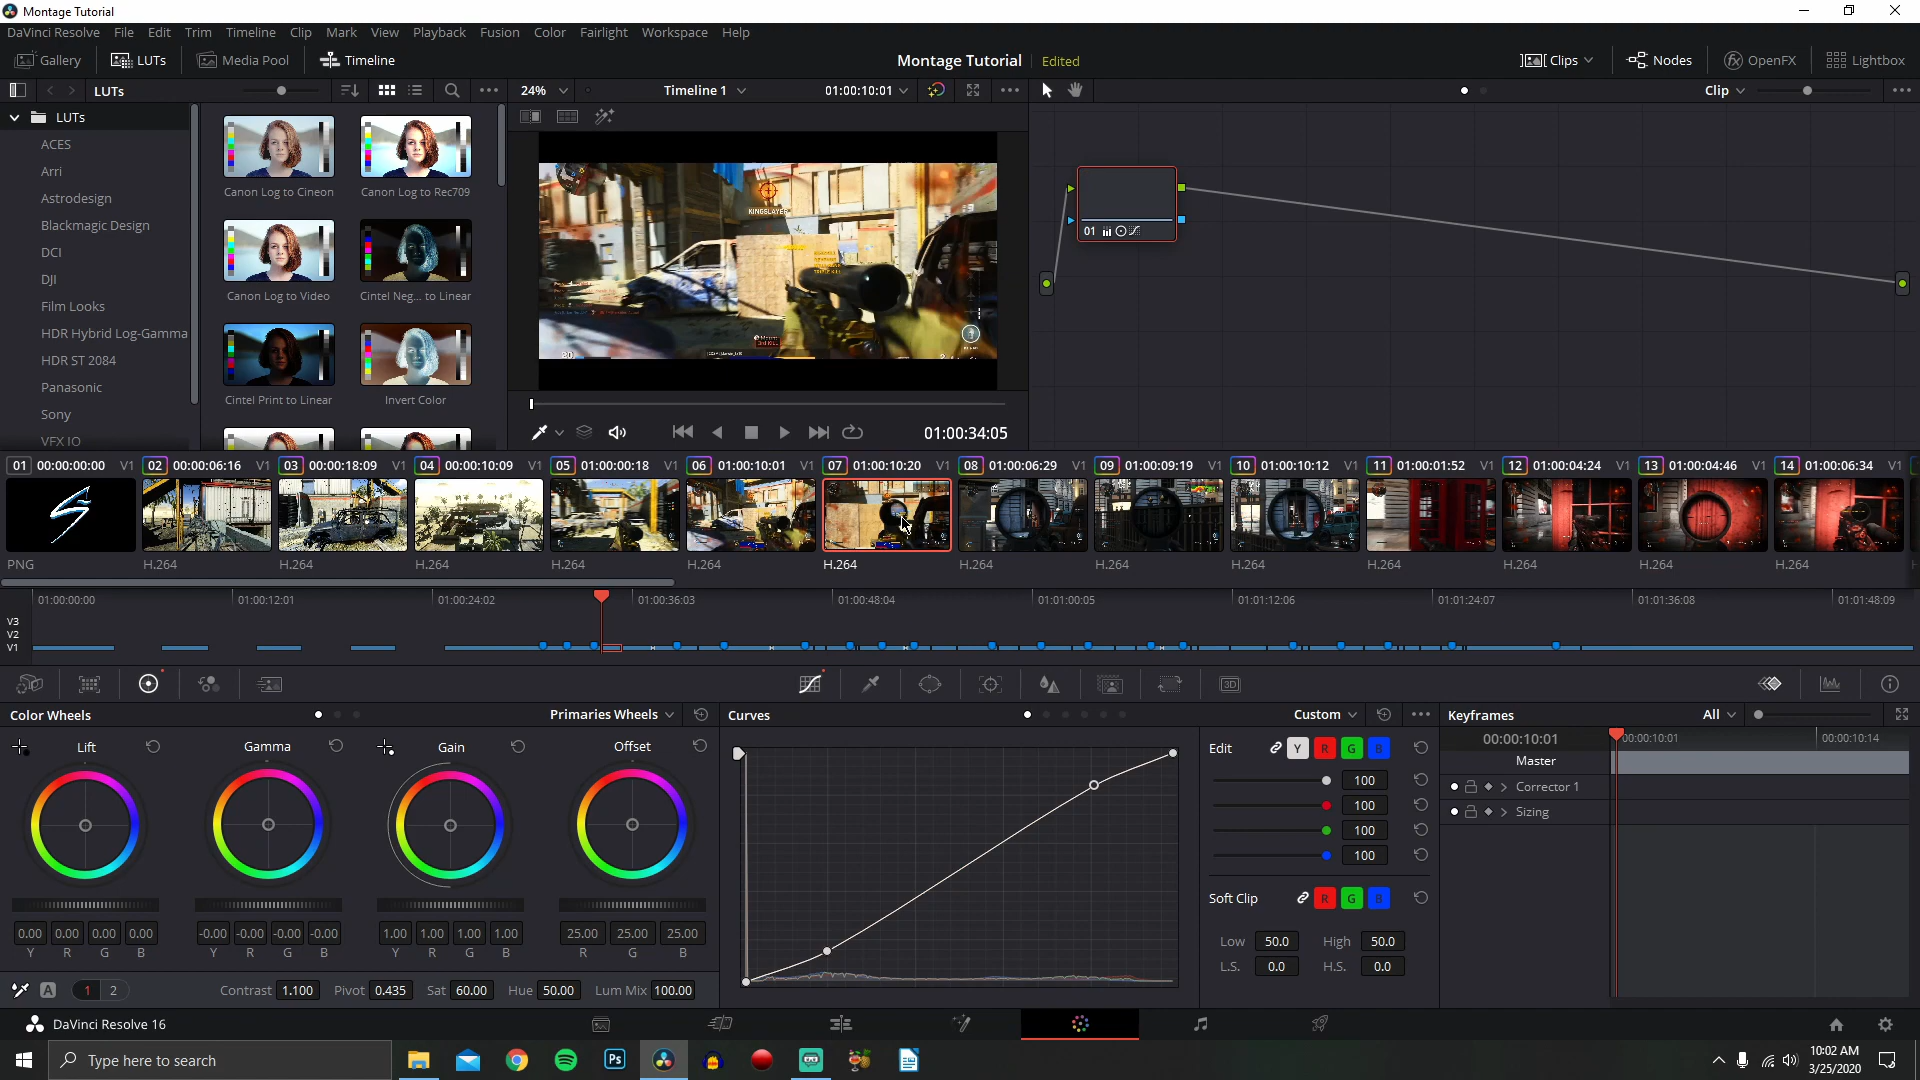 Montage Tutorial
DaVinci Resolve File Edit Trim Timeline Clip Mark View Playback Fusion Color Fairlight Workspace Help
Gallery LUTs Media Pool Timeline Montage Tutorial Edited Clips Nodes OpenFX Lightbox
LUTs 24% Timeline 1 01:00:10:01 Clip
LUTs
ACES
Arri
Astrodesign
Blackmagic Design
DCI
DJI
Film Looks
HDR Hybrid Log-Gamma
HDR ST 2084
Panasonic
Sony
VFX IO
Canon Log to Cineon Canon Log to Rec709
Canon Log to Video Cintel Neg... to Linear
Cintel Print to Linear Invert Color
KINGSLAYER
TRIPLE KILL
Mount
20
01
01:00:34:05
01 00:00:00:00 V1 02 00:00:06:16 V1 03 00:00:18:09 V1 04 00:00:10:09 V1 05 01:00:00:18 V1 06 01:00:10:01 V1 07 01:00:10:20 V1 08 01:00:06:29 V1 09 01:00:09:19 V1 10 01:00:10:12 V1 11 01:00:01:52 V1 12 01:00:04:24 V1 13 01:00:04:46 V1 14 01:00:06:34 V1
PNG H.264 H.264 H.264 H.264 H.264 H.264 H.264 H.264 H.264 H.264 H.264 H.264 H.264
01:00:00:00 01:00:12:01 01:00:24:02 01:00:36:03 01:00:48:04 01:01:00:05 01:01:12:06 01:01:24:07 01:01:36:08 01:01:48:09
V3
V2
V1
3D
Color Wheels Primaries Wheels Curves Custom Keyframes All
Lift Gamma Gain Offset
0.00 0.00 0.00 0.00 -0.00 -0.00 -0.00 -0.00 1.00 1.00 1.00 1.00 25.00 25.00 25.00
Y R G B Y R G B Y R G B R G B
A 1 2 Contrast 1.100 Pivot 0.435 Sat 60.00 Hue 50.00 Lum Mix 100.00
Edit Y R G B
100
100
100
100
Soft Clip R G B
Low 50.0 High 50.0
L.S. 0.0 H.S. 0.0
00:00:10:01 00:00:10:01 00:00:10:14
Master
Corrector 1
Sizing
DaVinci Resolve 16
Type here to search
Ps
10:02 AM
3/25/2020